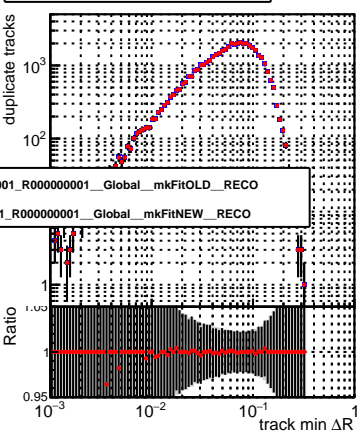 duplicate tracks
10³
10²
001_R000000001__Global__mkFitOLD__RECO
1_R000000001__Global__mkFitNEW__RECO
1
1.05
Ratio
1
0.95
10⁻³ 10⁻² 10⁻¹ 1
track min ΔR